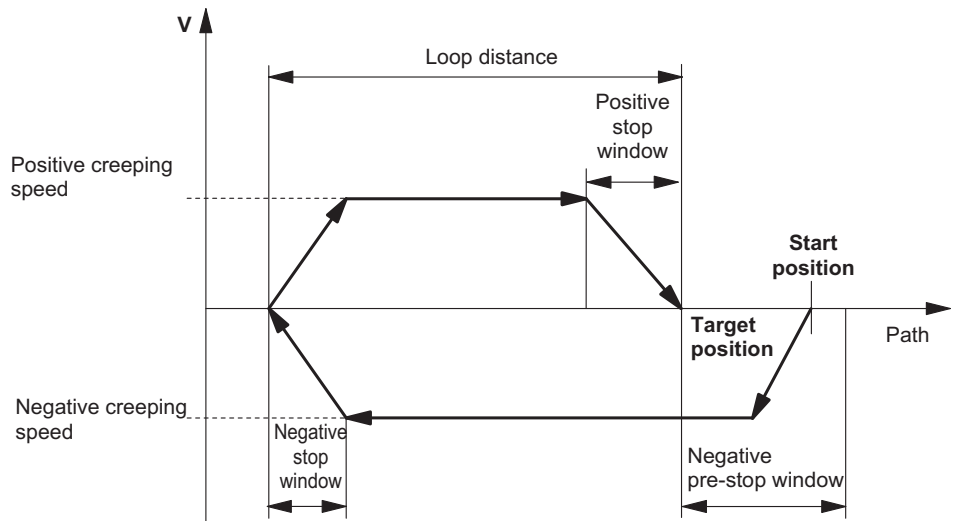 V
Loop distance
Positive
stop
window
Positive creeping
speed
Start
position
Target
position
Path
Negative creeping
speed
Negative
stop
window
Negative
pre-stop window